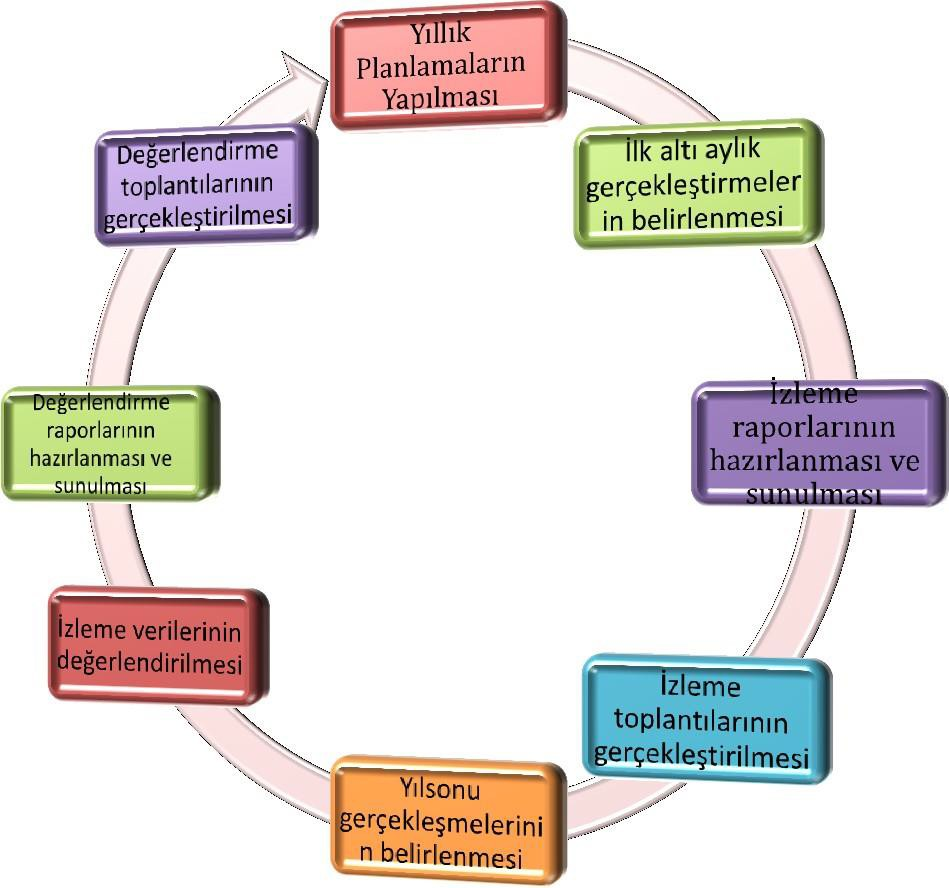 Yıllık
Planlamaların
Yapılması
İlk altı aylık
gerçekleştirmeler
in belirlenmesi
İzleme
raporlarının
hazırlanması ve
sunulması
İzleme
toplantılarının
gerçekleştirilmesi
Yılsonu
gerçekleşmelerini
n belirlenmesi
İzleme verilerinin
değerlendirilmesi
Değerlendirme
raporlarının
hazırlanması ve
sunulması
Değerlendirme
toplantılarının
gerçekleştirilmesi